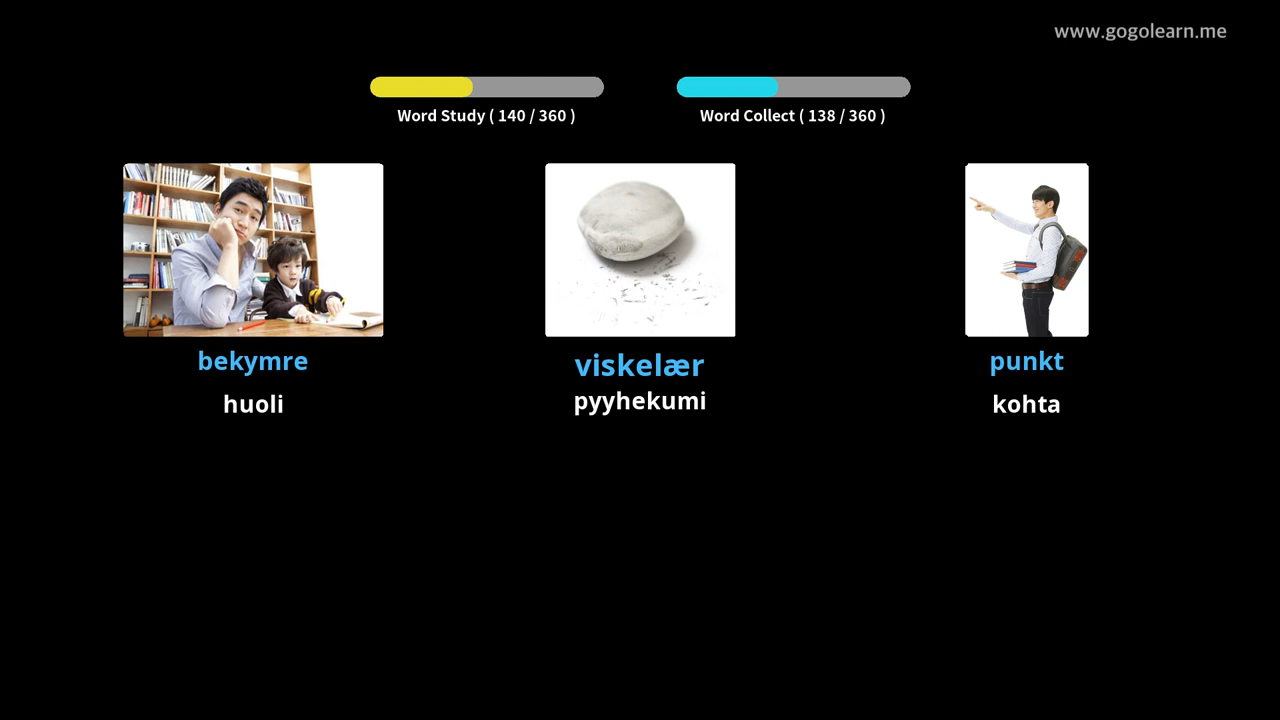 www.gogolearn.me
Word Study ( 140 / 360 )
Word Collect ( 138 / 360 )
bekymre
huoli
viskelær
pyyhekumi
punkt
kohta